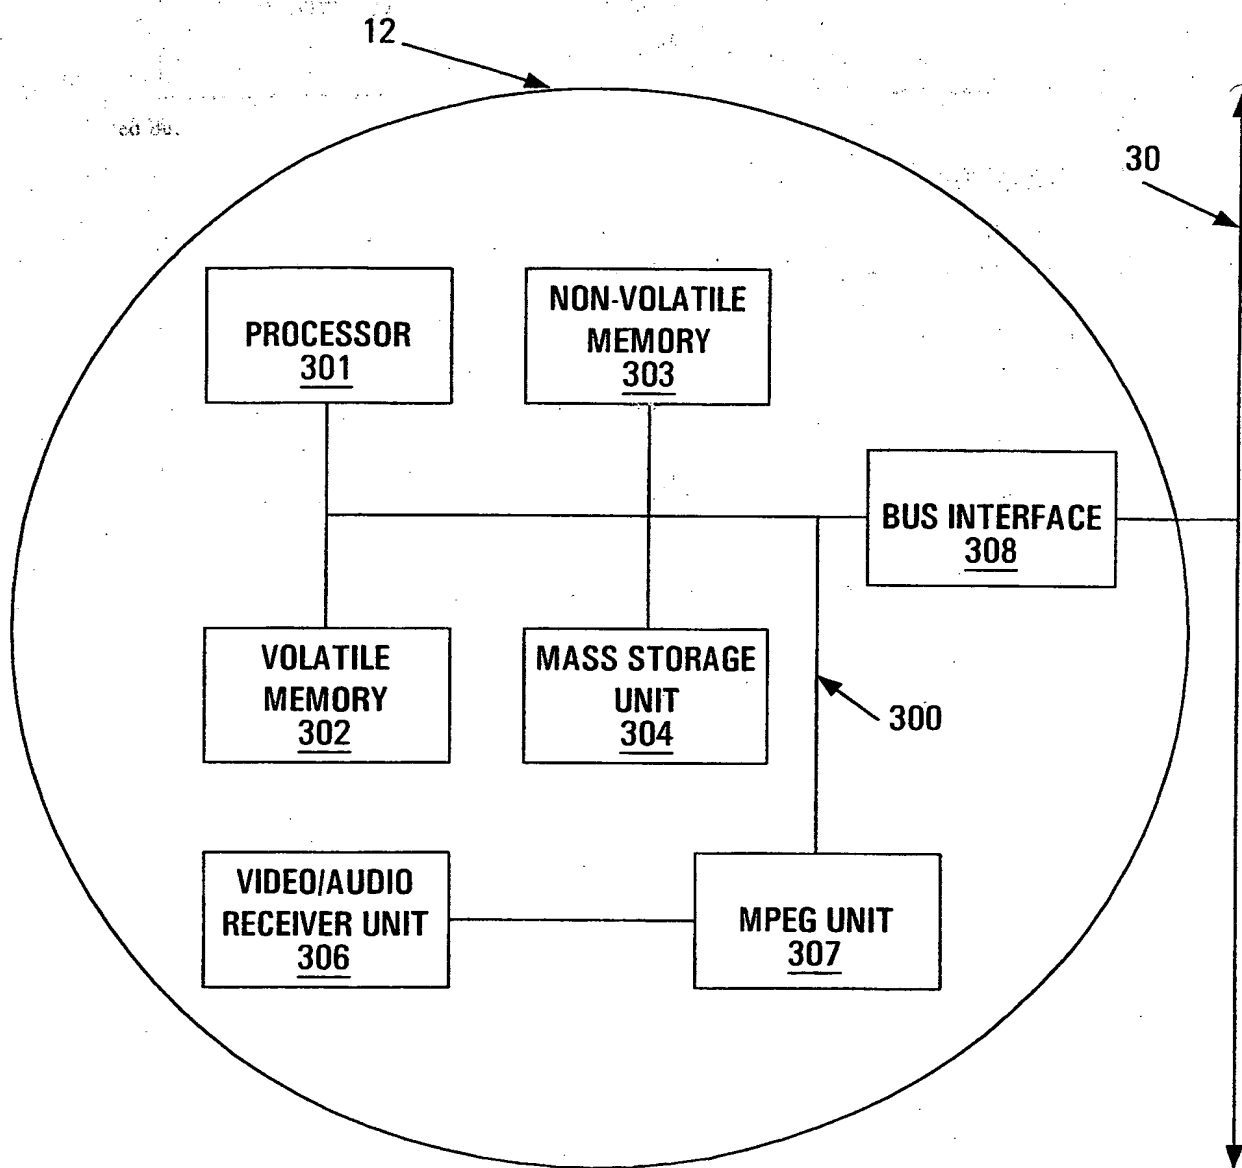 12
30
PROCESSOR
301
NON-VOLATILE
MEMORY
303
BUS INTERFACE
308
VOLATILE
MEMORY
302
MASS STORAGE
UNIT
304
300
VIDEO/AUDIO
RECEIVER UNIT
306
MPEG UNIT
307